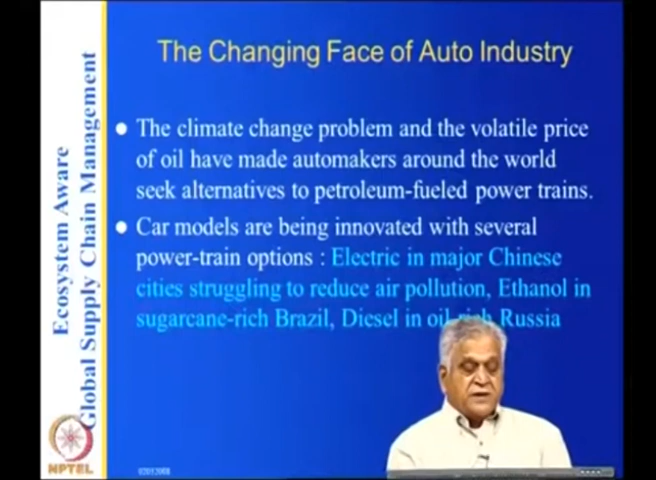 The Changing Face of Auto Industry
The climate change problem and the volatile price
of oil have made automakers around the world
seek alternatives to petroleum-fueled power trains.
Car models are being innovated with several
power-train options : Electric in major Chinese
cities struggling to reduce air pollution, Ethanol in
sugarcane-rich Brazil, Diesel in oil-rich Russia
Ecosystem Aware
Global Supply Chain Management
NPTEL